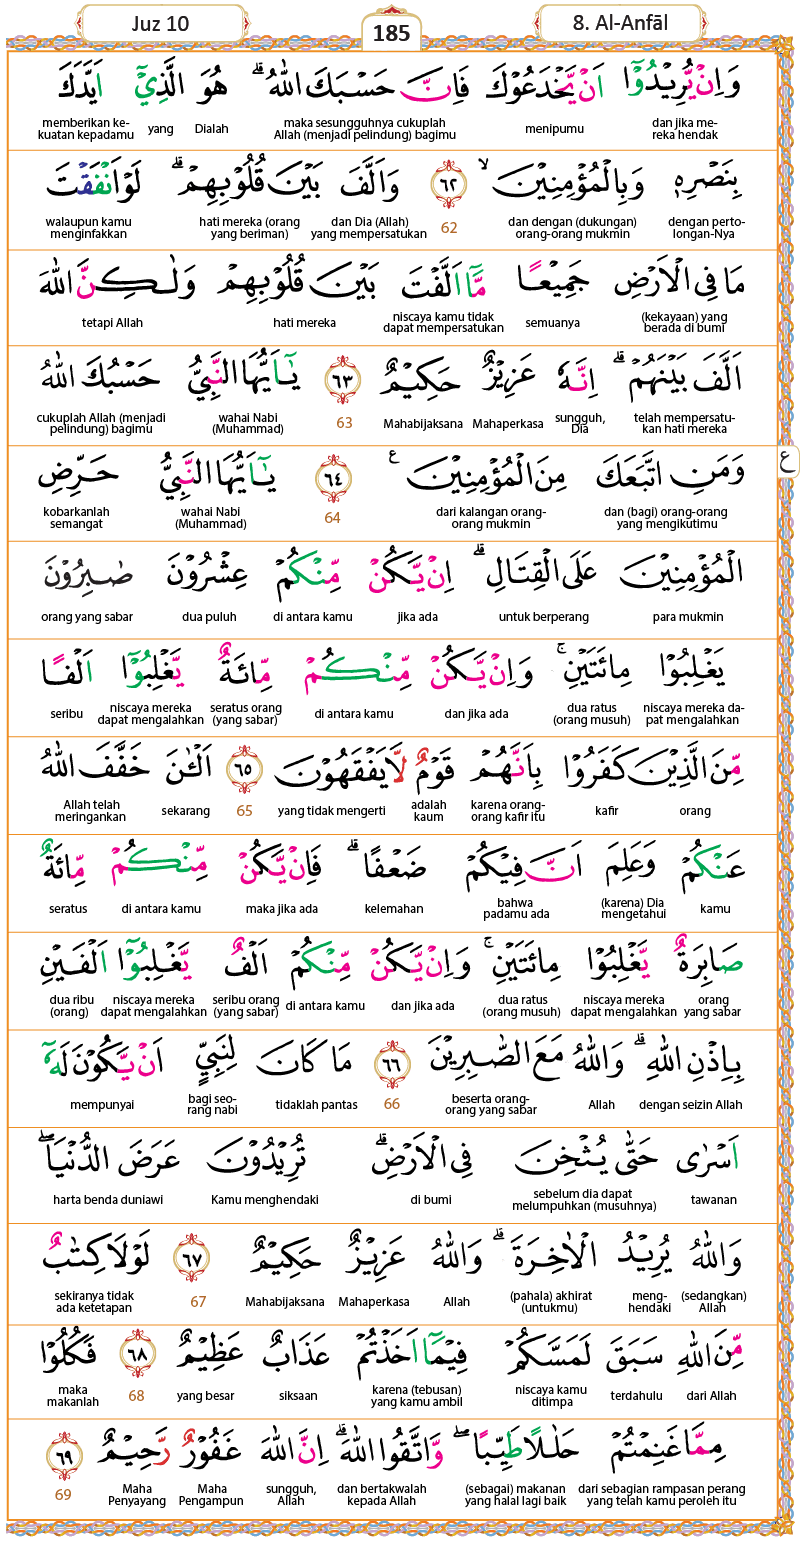 Juz 10
185
8. Al-Anfāl
وَاِنْ يُّرِيْدُوْٓا اَنْ يَّخْدَعُوْكَ فَاِنَّ حَسْبَكَ اللّٰهُ ۗهُوَ الَّذِيْٓ اَيَّدَكَ
dan jika me-
reka hendak
menipumu
maka sesungguhnya cukuplah
Allah (menjadi pelindung) bagimu
Dialah
yang
memberikan ke-
kuatan kepadamu
بِنَصْرِهٖ وَبِالْمُؤْمِنِيْنَ ۙ ٦٢ وَاَلَّفَ بَيْنَ قُلُوْبِهِمْ ۗ لَوْاَنْفَقْتَ
dengan perto-
longan-Nya
dan dengan (dukungan)
orang-orang mukmin
62
dan Dia (Allah)
yang mempersatukan
hati mereka (orang
yang beriman)
walaupun kamu
menginfakkan
مَا فِى الْاَرْضِ جَمِيْعًا مَّآ اَلَّفْتَ بَيْنَ قُلُوْبِهِمْ وَلٰكِنَّ اللّٰهَ
(kekayaan) yang
berada di bumi
semuanya
niscaya kamu tidak
dapat mempersatukan
hati mereka
tetapi Allah
اَلَّفَ بَيْنَهُمْ ۗ اِنَّهٗ عَزِيْزٌ حَكِيْمٌ ٦٣ يٰٓاَيُّهَا النَّبِيُّ حَسْبُكَ اللّٰهُ
telah mempersatu-
kan hati mereka
sungguh,
Dia
Mahaperkasa
Mahabijaksana
63
wahai Nabi
(Muhammad)
cukuplah Allah (menjadi
pelindung) bagimu
ع
وَمَنِ اتَّبَعَكَ مِنَ الْمُؤْمِنِيْنَ ࣖ ٦٤ يٰٓاَيُّهَا النَّبِيُّ حَرِّضِ
dan (bagi) orang-orang
yang mengikutimu
dari kalangan orang-
orang mukmin
64
wahai Nabi
(Muhammad)
kobarkanlah
semangat
الْمُؤْمِنِيْنَ عَلَى الْقِتَالِ ۗ اِنْ يَّكُنْ مِّنْكُمْ عِشْرُوْنَ صٰبِرُوْنَ
para mukmin
untuk berperang
jika ada
di antara kamu
dua puluh
orang yang sabar
يَغْلِبُوْا مِائَتَيْنِ ۚ وَاِنْ يَّكُنْ مِّنْكُمْ مِّائَةٌ يَّغْلِبُوْٓا اَلْفًا
niscaya mereka da-
pat mengalahkan
dua ratus
(orang musuh)
dan jika ada
di antara kamu
seratus orang
(yang sabar)
niscaya mereka
dapat mengalahkan
seribu
مِّنَ الَّذِيْنَ كَفَرُوْا بِاَنَّهُمْ قَوْمٌ لَّا يَفْقَهُوْنَ ٦٥ اَلْـٰٔنَ خَفَّفَ اللّٰهُ
orang
kafir
karena orang-
orang kafir itu
adalah
kaum
yang tidak mengerti
65
sekarang
Allah telah
meringankan
عَنْكُمْ وَعَلِمَ اَنَّ فِيْكُمْ ضَعْفًا ۗ فَاِنْ يَّكُنْ مِّنْكُمْ مِّائَةٌ
kamu
(karena) Dia
mengetahui
bahwa
padamu ada
kelemahan
maka jika ada
di antara kamu
seratus
صَابِرَةٌ يَّغْلِبُوْا مِائَتَيْنِ ۚ وَاِنْ يَّكُنْ مِّنْكُمْ اَلْفٌ يَّغْلِبُوْٓا اَلْفَيْنِ
orang
yang sabar
niscaya mereka
dapat mengalahkan
dua ratus
(orang musuh)
dan jika ada
di antara kamu
seribu orang
(yang sabar)
niscaya mereka
dapat mengalahkan
dua ribu
(orang)
بِاِذْنِ اللّٰهِ ۗوَاللّٰهُ مَعَ الصّٰبِرِيْنَ ٦٦ مَا كَانَ لِنَبِيٍّ اَنْ يَّكُوْنَ لَهٗٓ
dengan seizin Allah
Allah
beserta orang-
orang yang sabar
66
tidaklah pantas
bagi seo-
rang nabi
mempunyai
اَسْرٰى حَتّٰى يُثْخِنَ فِى الْاَرْضِۗ تُرِيْدُوْنَ عَرَضَ الدُّنْيَاۖ
tawanan
sebelum dia dapat
melumpuhkan (musuhnya)
di bumi
Kamu menghendaki
harta benda duniawi
وَاللّٰهُ يُرِيْدُ الْاٰخِرَةَ ۗوَاللّٰهُ عَزِيْزٌ حَكِيْمٌ ٦٧ لَوْلَا كِتٰبٌ
(sedangkan)
Allah
meng-
hendaki
(pahala) akhirat
(untukmu)
Allah
Mahaperkasa
Mahabijaksana
67
sekiranya tidak
ada ketetapan
مِّنَ اللّٰهِ سَبَقَ لَمَسَّكُمْ فِيْمَآ اَخَذْتُمْ عَذَابٌ عَظِيْمٌ ٦٨ فَكُلُوْا
dari Allah
terdahulu
niscaya kamu
ditimpa
karena (tebusan)
yang kamu ambil
siksaan
yang besar
68
maka
makanlah
مِمَّا غَنِمْتُمْ حَلٰلًا طَيِّبًاۖ وَّاتَّقُوا اللّٰهَ ۗاِنَّ اللّٰهَ غَفُوْرٌ رَّحِيْمٌ ٦٩
dari sebagian rampasan perang
yang telah kamu peroleh itu
(sebagai) makanan
yang halal lagi baik
dan bertakwalah
kepada Allah
sungguh,
Allah
Maha
Pengampun
Maha
Penyayang
69